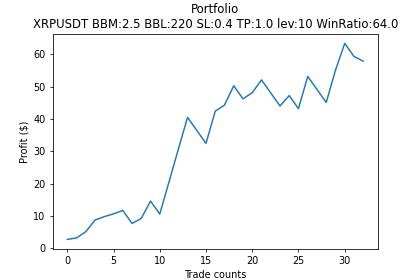 Portfolio
XRPUSDT BBM:2.5 BBL:220 SL:0.4 TP:1.0 lev:10 WinRatio:64.0
60
50
40
30
20
10
0
Profit ($)
0 5 10 15 20 25 30
Trade counts